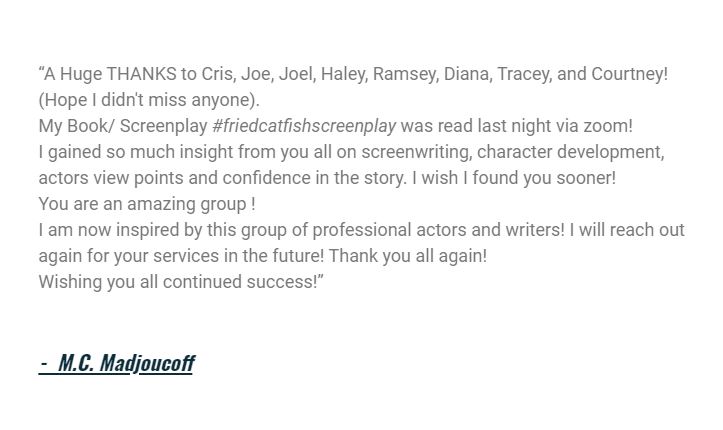 “A Huge THANKS to Cris, Joe, Joel, Haley, Ramsey, Diana, Tracey, and Courtney!
(Hope I didn't miss anyone).
My Book/ Screenplay #friedcatfishscreenplay was read last night via zoom!
I gained so much insight from you all on screenwriting, character development,
actors view points and confidence in the story. I wish I found you sooner!
You are an amazing group !
I am now inspired by this group of professional actors and writers! I will reach out
again for your services in the future! Thank you all again!
Wishing you all continued success!”
- M.C. Madjoucoff